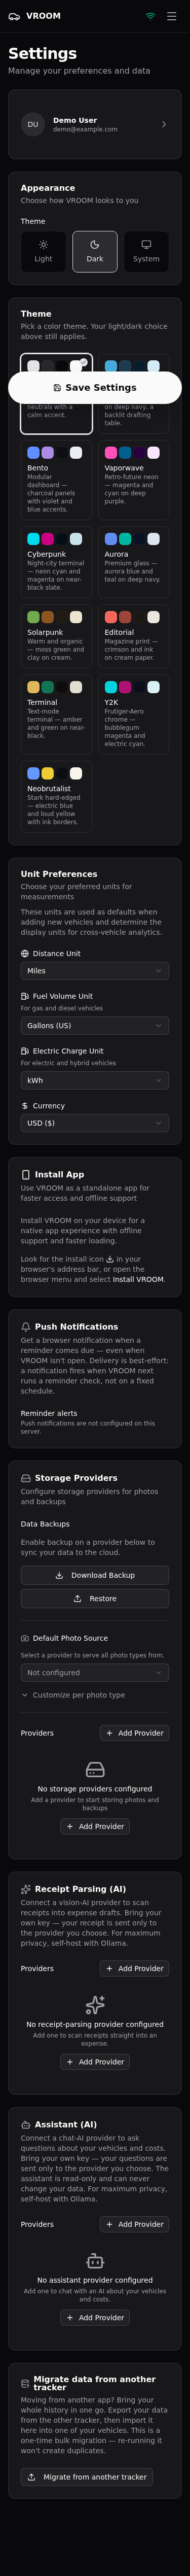 VROOM
Settings
Manage your preferences and data
DU
Demo User
demo@example.com
Appearance
Choose how VROOM looks to you
Theme
Light
Dark
System
Theme
Pick a color theme. Your light/dark choice
above still applies.
Save Settings
neutrals with a
calm accent.
on deep navy, a
backlit drafting
table.
Bento
Modular
dashboard —
charcoal panels
with violet and
blue accents.
Vaporwave
Retro-future neon
— magenta and
cyan on deep
purple.
Cyberpunk
Night-city terminal
— neon cyan and
magenta on near-
black slate.
Aurora
Premium glass —
aurora blue and
teal on deep navy.
Solarpunk
Warm and organic
— moss green and
clay on cream.
Editorial
Magazine print —
crimson and ink
on cream paper.
Terminal
Text-mode
terminal — amber
and green on near-
black.
Y2K
Frutiger-Aero
chrome —
bubblegum
magenta and
electric cyan.
Neobrutalist
Stark hard-edged
— electric blue
and loud yellow
with ink borders.
Unit Preferences
Choose your preferred units for
measurements
These units are used as defaults when
adding new vehicles and determine the
display units for cross-vehicle analytics.
Distance Unit
Miles
Fuel Volume Unit
For gas and diesel vehicles
Gallons (US)
Electric Charge Unit
For electric and hybrid vehicles
kWh
Currency
USD ($)
Install App
Use VROOM as a standalone app for
faster access and offline support
Install VROOM on your device for a
native app experience with offline
support and faster loading.
Look for the install icon in your
browser's address bar, or open the
browser menu and select Install VROOM.
Push Notifications
Get a browser notification when a
reminder comes due — even when
VROOM isn't open. Delivery is best-effort:
a notification fires when VROOM next
runs a reminder check, not on a fixed
schedule.
Reminder alerts
Push notifications are not configured on this
server.
Storage Providers
Configure storage providers for photos
and backups
Data Backups
Enable backup on a provider below to
sync your data to the cloud.
Download Backup
Restore
Default Photo Source
Select a provider to serve all photo types from.
Not configured
Customize per photo type
Providers
Add Provider
No storage providers configured
Add a provider to start storing photos and
backups
Add Provider
Receipt Parsing (AI)
Connect a vision-AI provider to scan
receipts into expense drafts. Bring your
own key — your receipt is sent only to
the provider you choose. For maximum
privacy, self-host with Ollama.
Providers
Add Provider
No receipt-parsing provider configured
Add one to scan receipts straight into an
expense.
Add Provider
Assistant (AI)
Connect a chat-AI provider to ask
questions about your vehicles and costs.
Bring your own key — your questions are
sent only to the provider you choose. The
assistant is read-only and can never
change your data. For maximum privacy,
self-host with Ollama.
Providers
Add Provider
No assistant provider configured
Add one to chat with an AI about your vehicles
and costs.
Add Provider
Migrate data from another
tracker
Moving from another app? Bring your
whole history in one go. Export your data
from the other tracker, then import it
here into one of your vehicles. This is a
one-time bulk migration — re-running it
won't create duplicates.
Migrate from another tracker